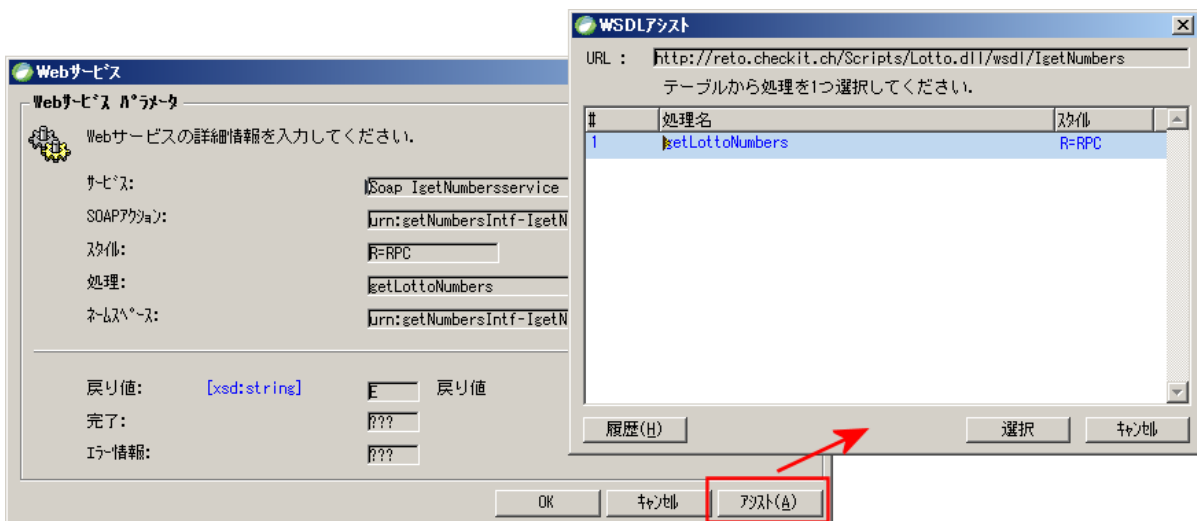 Webｻｰﾋﾞｽ
Webｻｰﾋﾞｽ ﾊﾟﾗﾒｰﾀ
Webサービスの詳細情報を入力してください.
ｻｰﾋﾞｽ:
Soap IgetNumbersservice
SOAPｱｸｼｮﾝ:
urn:getNumbersIntf-IgetN
ｽﾀｲﾙ:
R=RPC
処理:
getLottoNumbers
ﾈｰﾑｽﾍﾟｰｽ:
urn:getNumbersIntf-IgetN
戻り値: [xsd:string] E 戻り値
完了: ???
ｴﾗｰ情報: ???
OK ｷｬﾝｾﾙ ｱｼｽﾄ(A)
WSDLｱｼｽﾄ
URL : http://reto.checkit.ch/Scripts/Lotto.dll/wsdl/IgetNumbers
テーブルから処理を1つ選択してください.
# 処理名 ｽﾀｲﾙ
1 getLottoNumbers R=RPC
履歴(H) 選択 ｷｬﾝｾﾙ